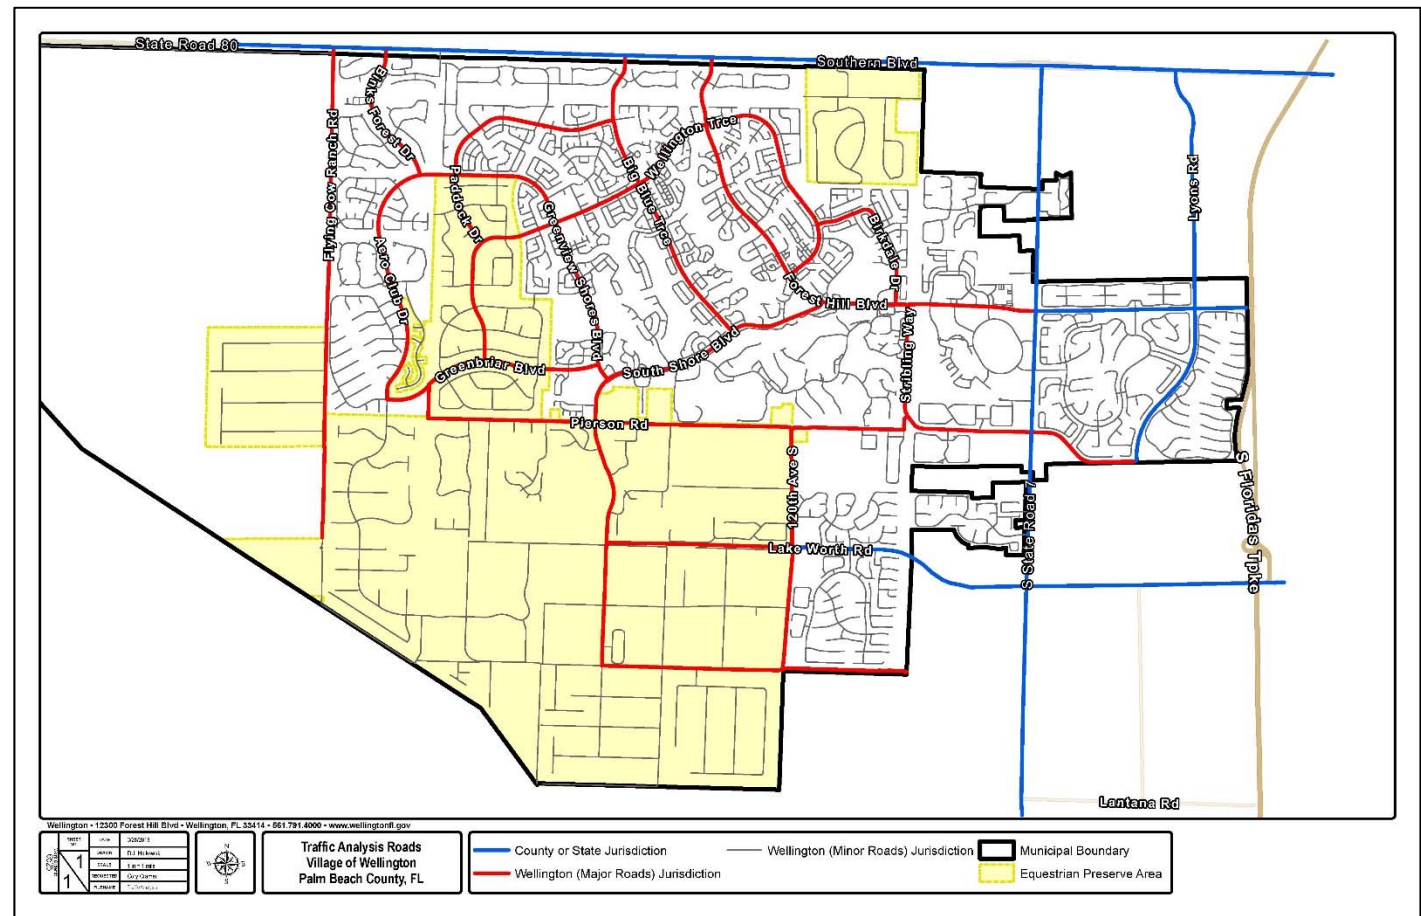 State Road 80
Southern Blvd
Binks Forest Dr
Flying Cow Ranch Rd
Wellington Trce
Big Blue Trce
Paddock Dr
Greenview Shores Blvd
Aero Club Dr
Lyons Rd
Birkdale Dr
Forest Hill Blvd
Stribling Way
South Shore Blvd
Greenbriar Blvd
Pierson Rd
120th Ave S
Lake Worth Rd
S State Road 7
S Floridas Tpke
Lantana Rd
Wellington • 12300 Forest Hill Blvd • Wellington, FL 33414 • 561.791.4000 • www.wellingtonfl.gov
SHEET
1
1
DATE
DRAWN
SCALE
REQUESTED
N
S
Traffic Analysis Roads
Village of Wellington
Palm Beach County, FL
County or State Jurisdiction
Wellington (Minor Roads) Jurisdiction
Municipal Boundary
Wellington (Major Roads) Jurisdiction
Equestrian Preserve Area